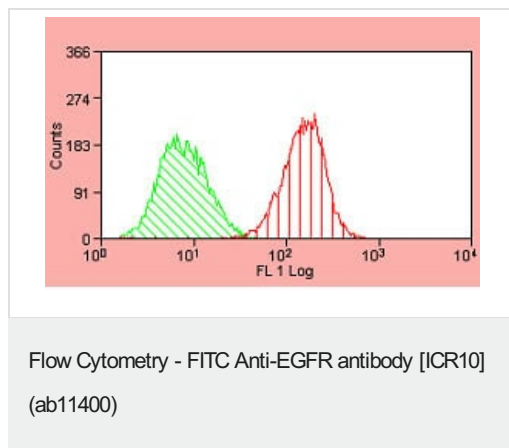 366
274
183
91
0
Counts
10⁰
10¹
10²
10³
10⁴
FL 1 Log
Flow Cytometry - FITC Anti-EGFR antibody [ICR10]
(ab11400)